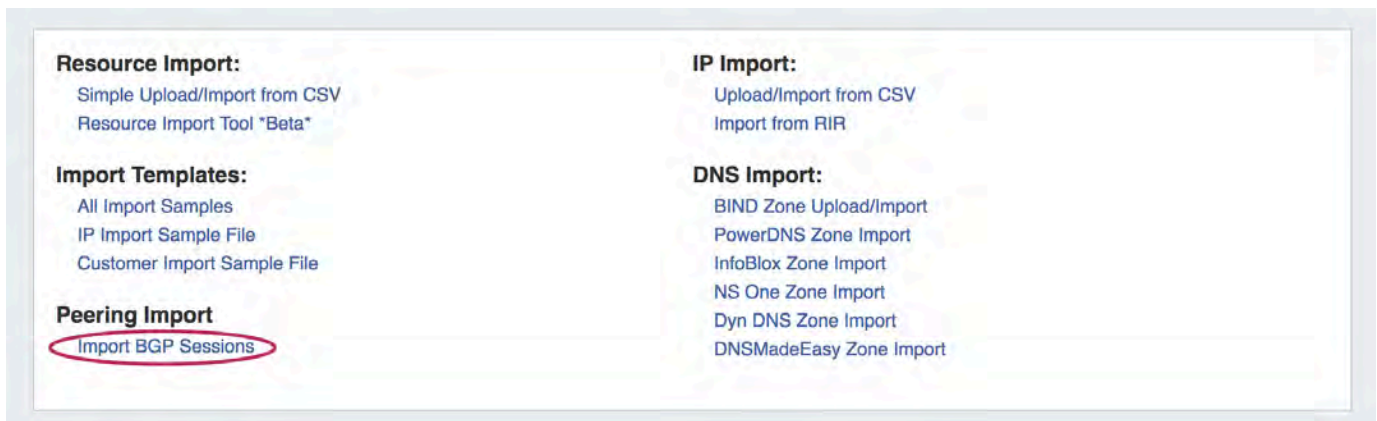 Resource Import:
Simple Upload/Import from CSV
Resource Import Tool *Beta*
Import Templates:
All Import Samples
IP Import Sample File
Customer Import Sample File
Peering Import
Import BGP Sessions
IP Import:
Upload/Import from CSV
Import from RIR
DNS Import:
BIND Zone Upload/Import
PowerDNS Zone Import
InfoBlox Zone Import
NS One Zone Import
Dyn DNS Zone Import
DNSMadeEasy Zone Import